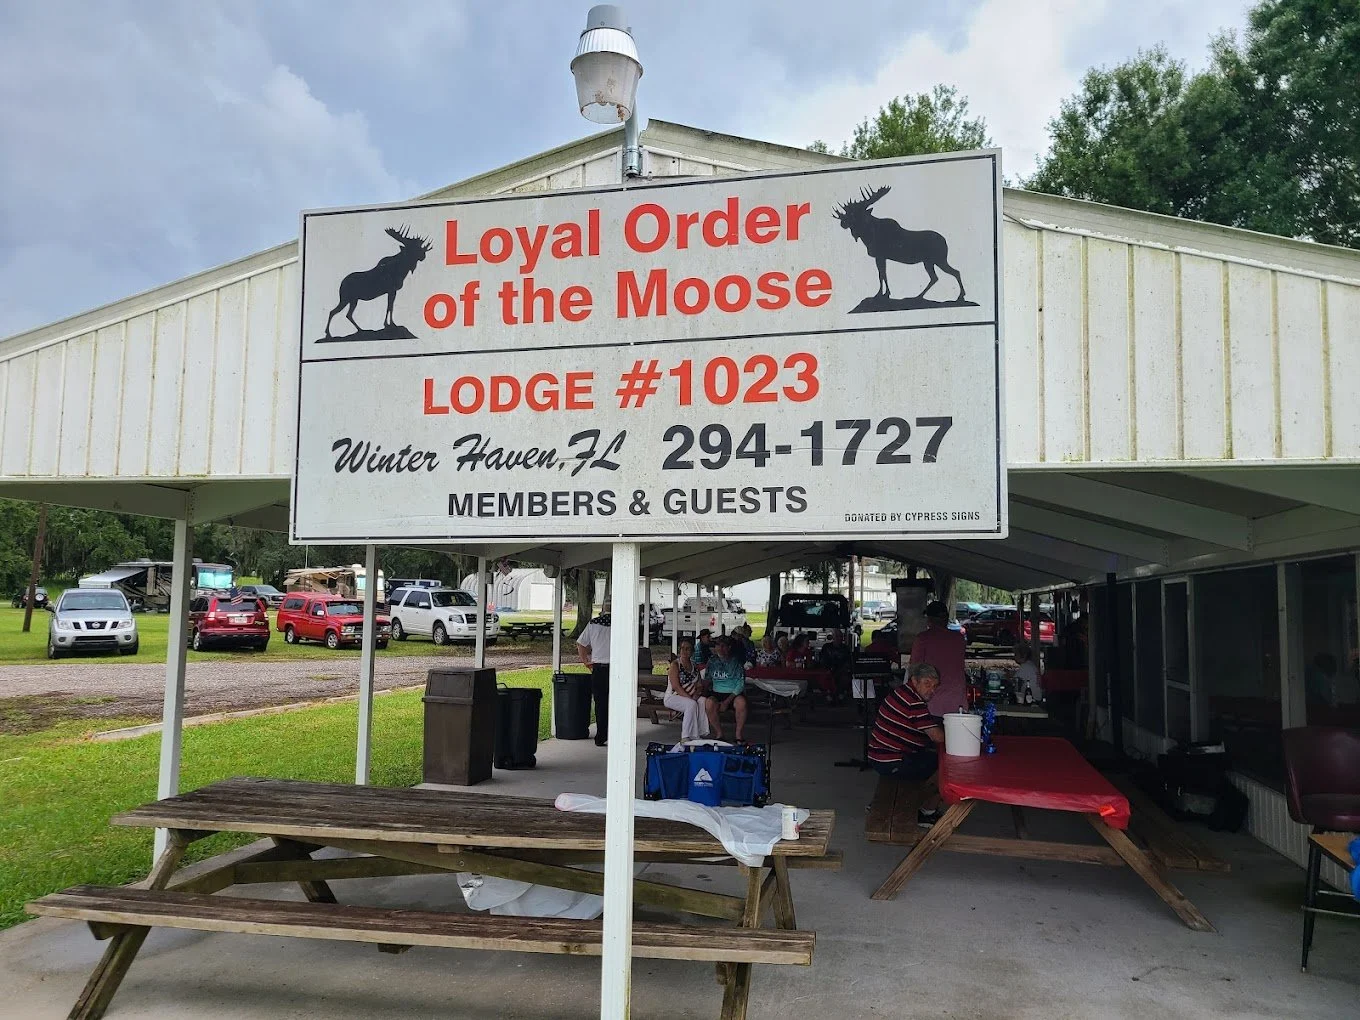 Loyal Order
of the Moose
LODGE #1023
Winter Haven, FL 294-1727
MEMBERS & GUESTS
DONATED BY CYPRESS SIGNS